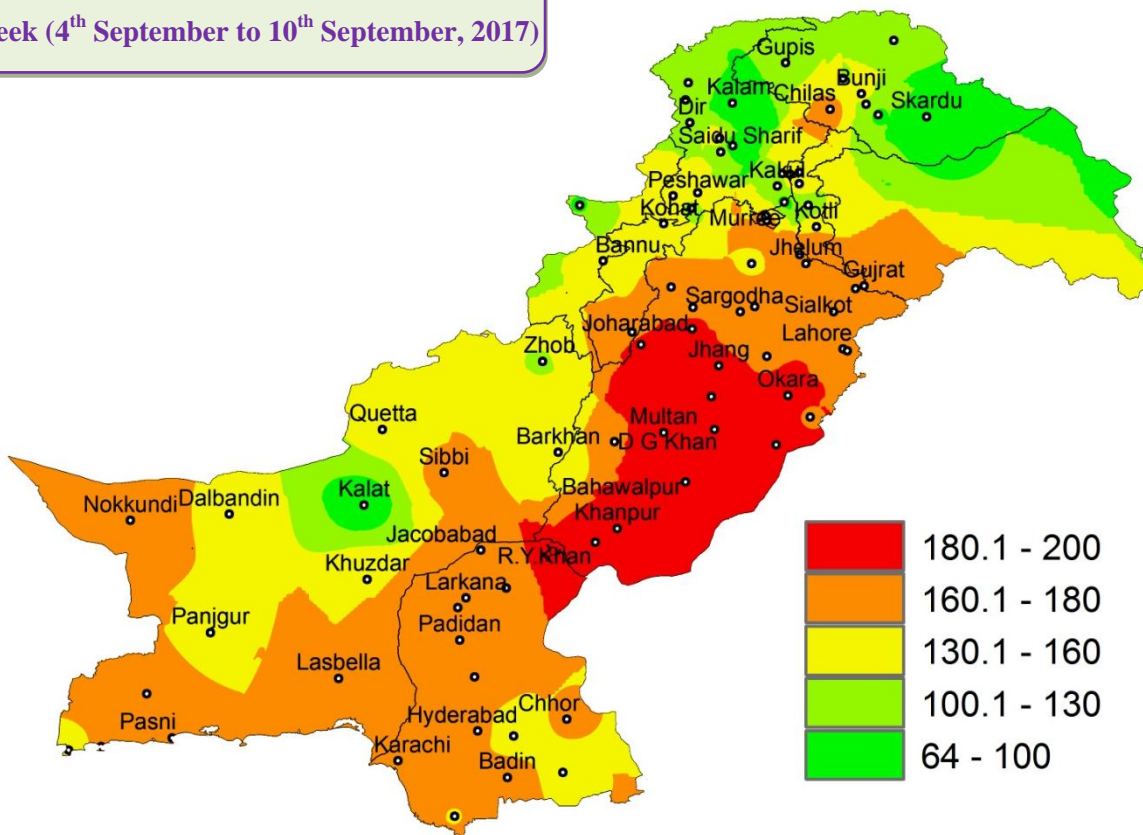 eek (4th September to 10th September, 2017)
Gupis
Kalam
Chilas
Bunji
Skardu
Dir
Saidu Sharif
Peshawar
Kakul
Kohat
Murree
Kotli
Bannu
Jhelum
Gujrat
Sargodha
Sialkot
Joharabad
Lahore
Zhob
Jhang
Okara
Quetta
Multan
Barkhan
D G Khan
Sibbi
Kalat
Bahawalpur
Nokkundi
Dalbandin
Khanpur
Jacobabad
R.Y.Khan
Khuzdar
Larkana
Panjgur
Padidan
Lasbella
Pasni
Hyderabad
Chhor
Karachi
Badin
180.1 - 200
160.1 - 180
130.1 - 160
100.1 - 130
64 - 100